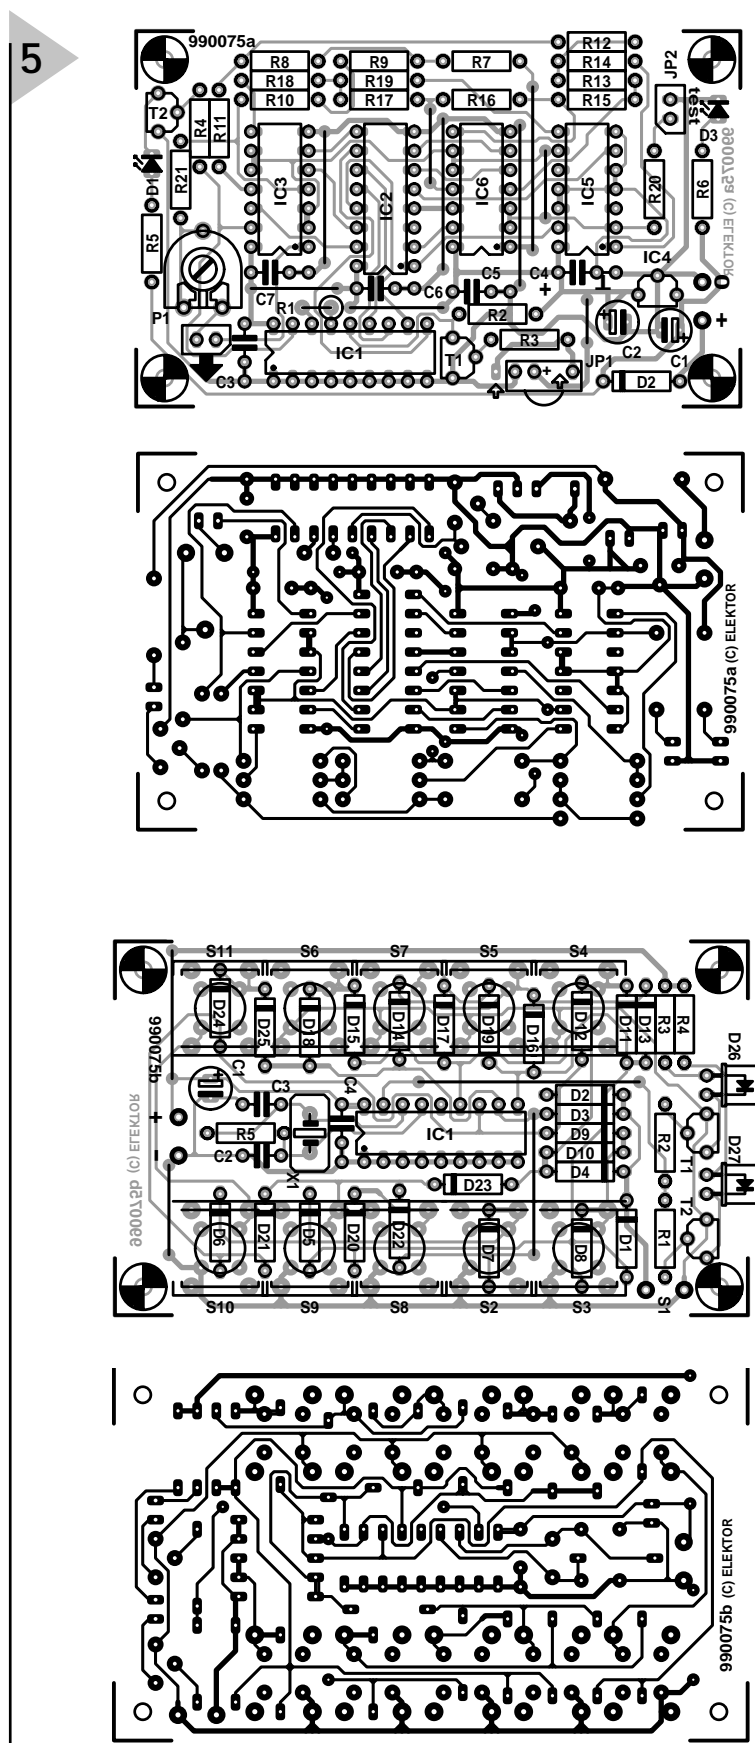 5
990075a
R8
R18
R10
R9
R19
R17
R7
R16
R12
R14
R13
R15
JP2
test
D3
T2
R4
R11
D1
R21
R5
IC3
IC2
IC6
IC5
R20
R6
990075a (C) ELEKTOR
IC4
P1
C7
R1
C6
C5
C4
+
R2
R3
C3
IC1
T1
JP1
C2
C1
D2
0
+
990075a (C) ELEKTOR
S11 S6 S7 S5 S4
990075b
D24
D25
D18
D15
D14
D17
D19
D16
D12
D11
D13
R3
R4
D26
C1
C3
C4
+
-
R5
C2
X1
IC1
D2
D3
D9
D10
D4
D23
R2
T1
D27
T2
990075b (C) ELEKTOR
D6
D21
D5
D20
D22
D7
D8
D1
R1
S1
S10 S9 S8 S2 S3
990075b (C) ELEKTOR